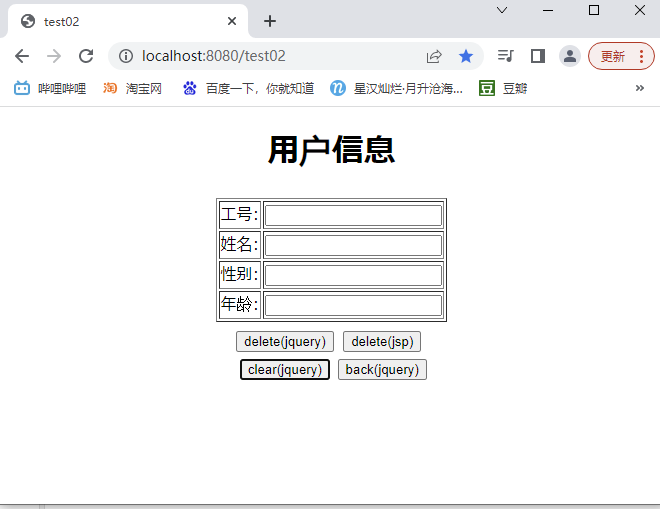 test02
localhost:8080/test02
更新
哔哩哔哩 淘 淘宝网 百度一下，你就知道 星汉灿烂·月升沧海... 豆 豆瓣
用户信息
工号:
姓名:
性别:
年龄:
delete(jquery) delete(jsp)
clear(jquery) back(jquery)